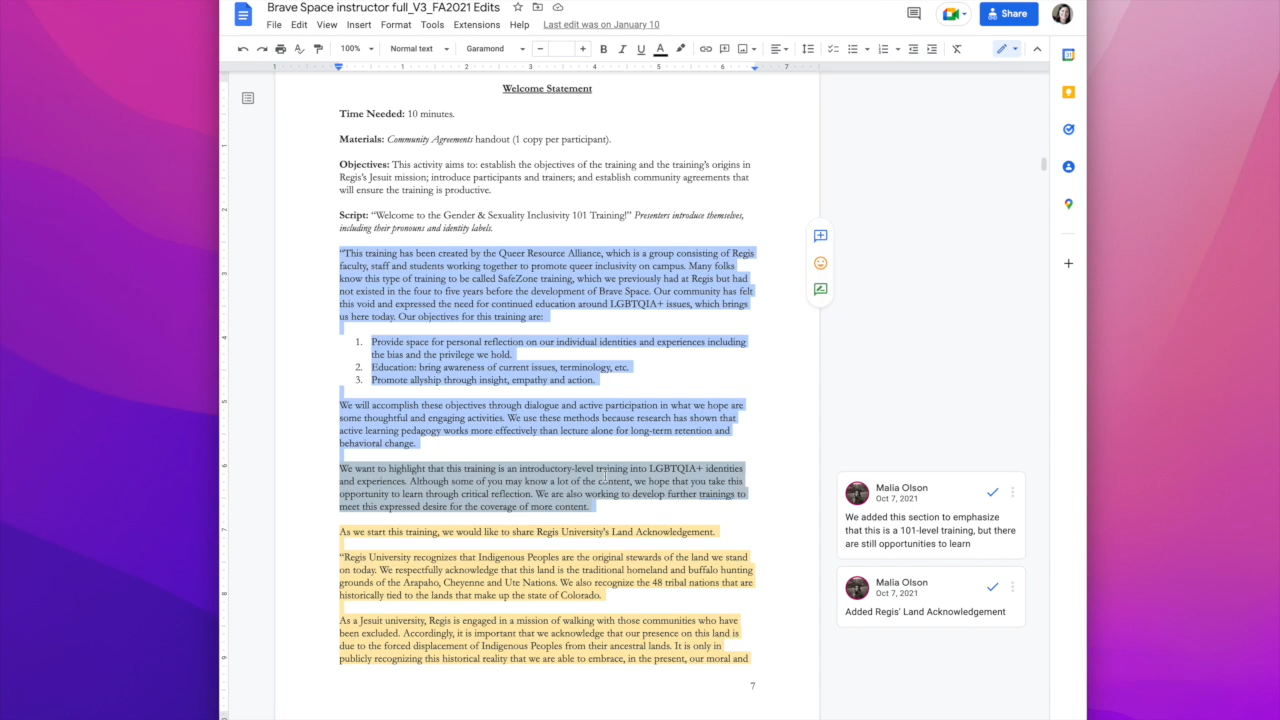 Brave Space instructor full_V3_FA2021 Edits
File Edit View Insert Format Tools Extensions Help Last edit was on January 10
Share
100% Normal text Garamond
1 1 2 3 4 5 6 7
Welcome Statement
Time Needed: 10 minutes.
Materials: Community Agreements handout (1 copy per participant).
Objectives: This activity aims to: establish the objectives of the training and the training's origins in
Regis's Jesuit mission; introduce participants and trainers; and establish community agreements that
will ensure the training is productive.
Script: “Welcome to the Gender & Sexuality Inclusivity 101 Training!” Presenters introduce themselves,
including their pronouns and identity labels.
“This training has been created by the Queer Resource Alliance, which is a group consisting of Regis
faculty, staff and students working together to promote queer inclusivity on campus. Many folks
know this type of training to be called SafeZone training, which we previously had at Regis but had
not existed in the four to five years before the development of Brave Space. Our community has felt
this void and expressed the need for continued education around LGBTQIA+ issues, which brings
us here today. Our objectives for this training are:
1. Provide space for personal reflection on our individual identities and experiences including
the bias and the privilege we hold.
2. Education: bring awareness of current issues, terminology, etc.
3. Promote allyship through insight, empathy and action.
We will accomplish these objectives through dialogue and active participation in what we hope are
some thoughtful and engaging activities. We use these methods because research has shown that
active learning pedagogy works more effectively than lecture alone for long-term retention and
behavioral change.
We want to highlight that this training is an introductory-level training into LGBTQIA+ identities
and experiences. Although some of you may know a lot of the content, we hope that you take this
opportunity to learn through critical reflection. We are also working to develop further trainings to
meet this expressed desire for the coverage of more content.
As we start this training, we would like to share Regis University's Land Acknowledgement.
“Regis University recognizes that Indigenous Peoples are the original stewards of the land we stand
on today. We respectfully acknowledge that this land is the traditional homeland and buffalo hunting
grounds of the Arapaho, Cheyenne and Ute Nations. We also recognize the 48 tribal nations that are
historically tied to the lands that make up the state of Colorado.
As a Jesuit university, Regis is engaged in a mission of walking with those communities who have
been excluded. Accordingly, it is important that we acknowledge that our presence on this land is
due to the forced displacement of Indigenous Peoples from their ancestral lands. It is only in
publicly recognizing this historical reality that we are able to embrace, in the present, our moral and
7
Malia Olson
Oct 7, 2021
We added this section to emphasize
that this is a 101-level training, but there
are still opportunities to learn
Malia Olson
Oct 7, 2021
Added Regis' Land Acknowledgement